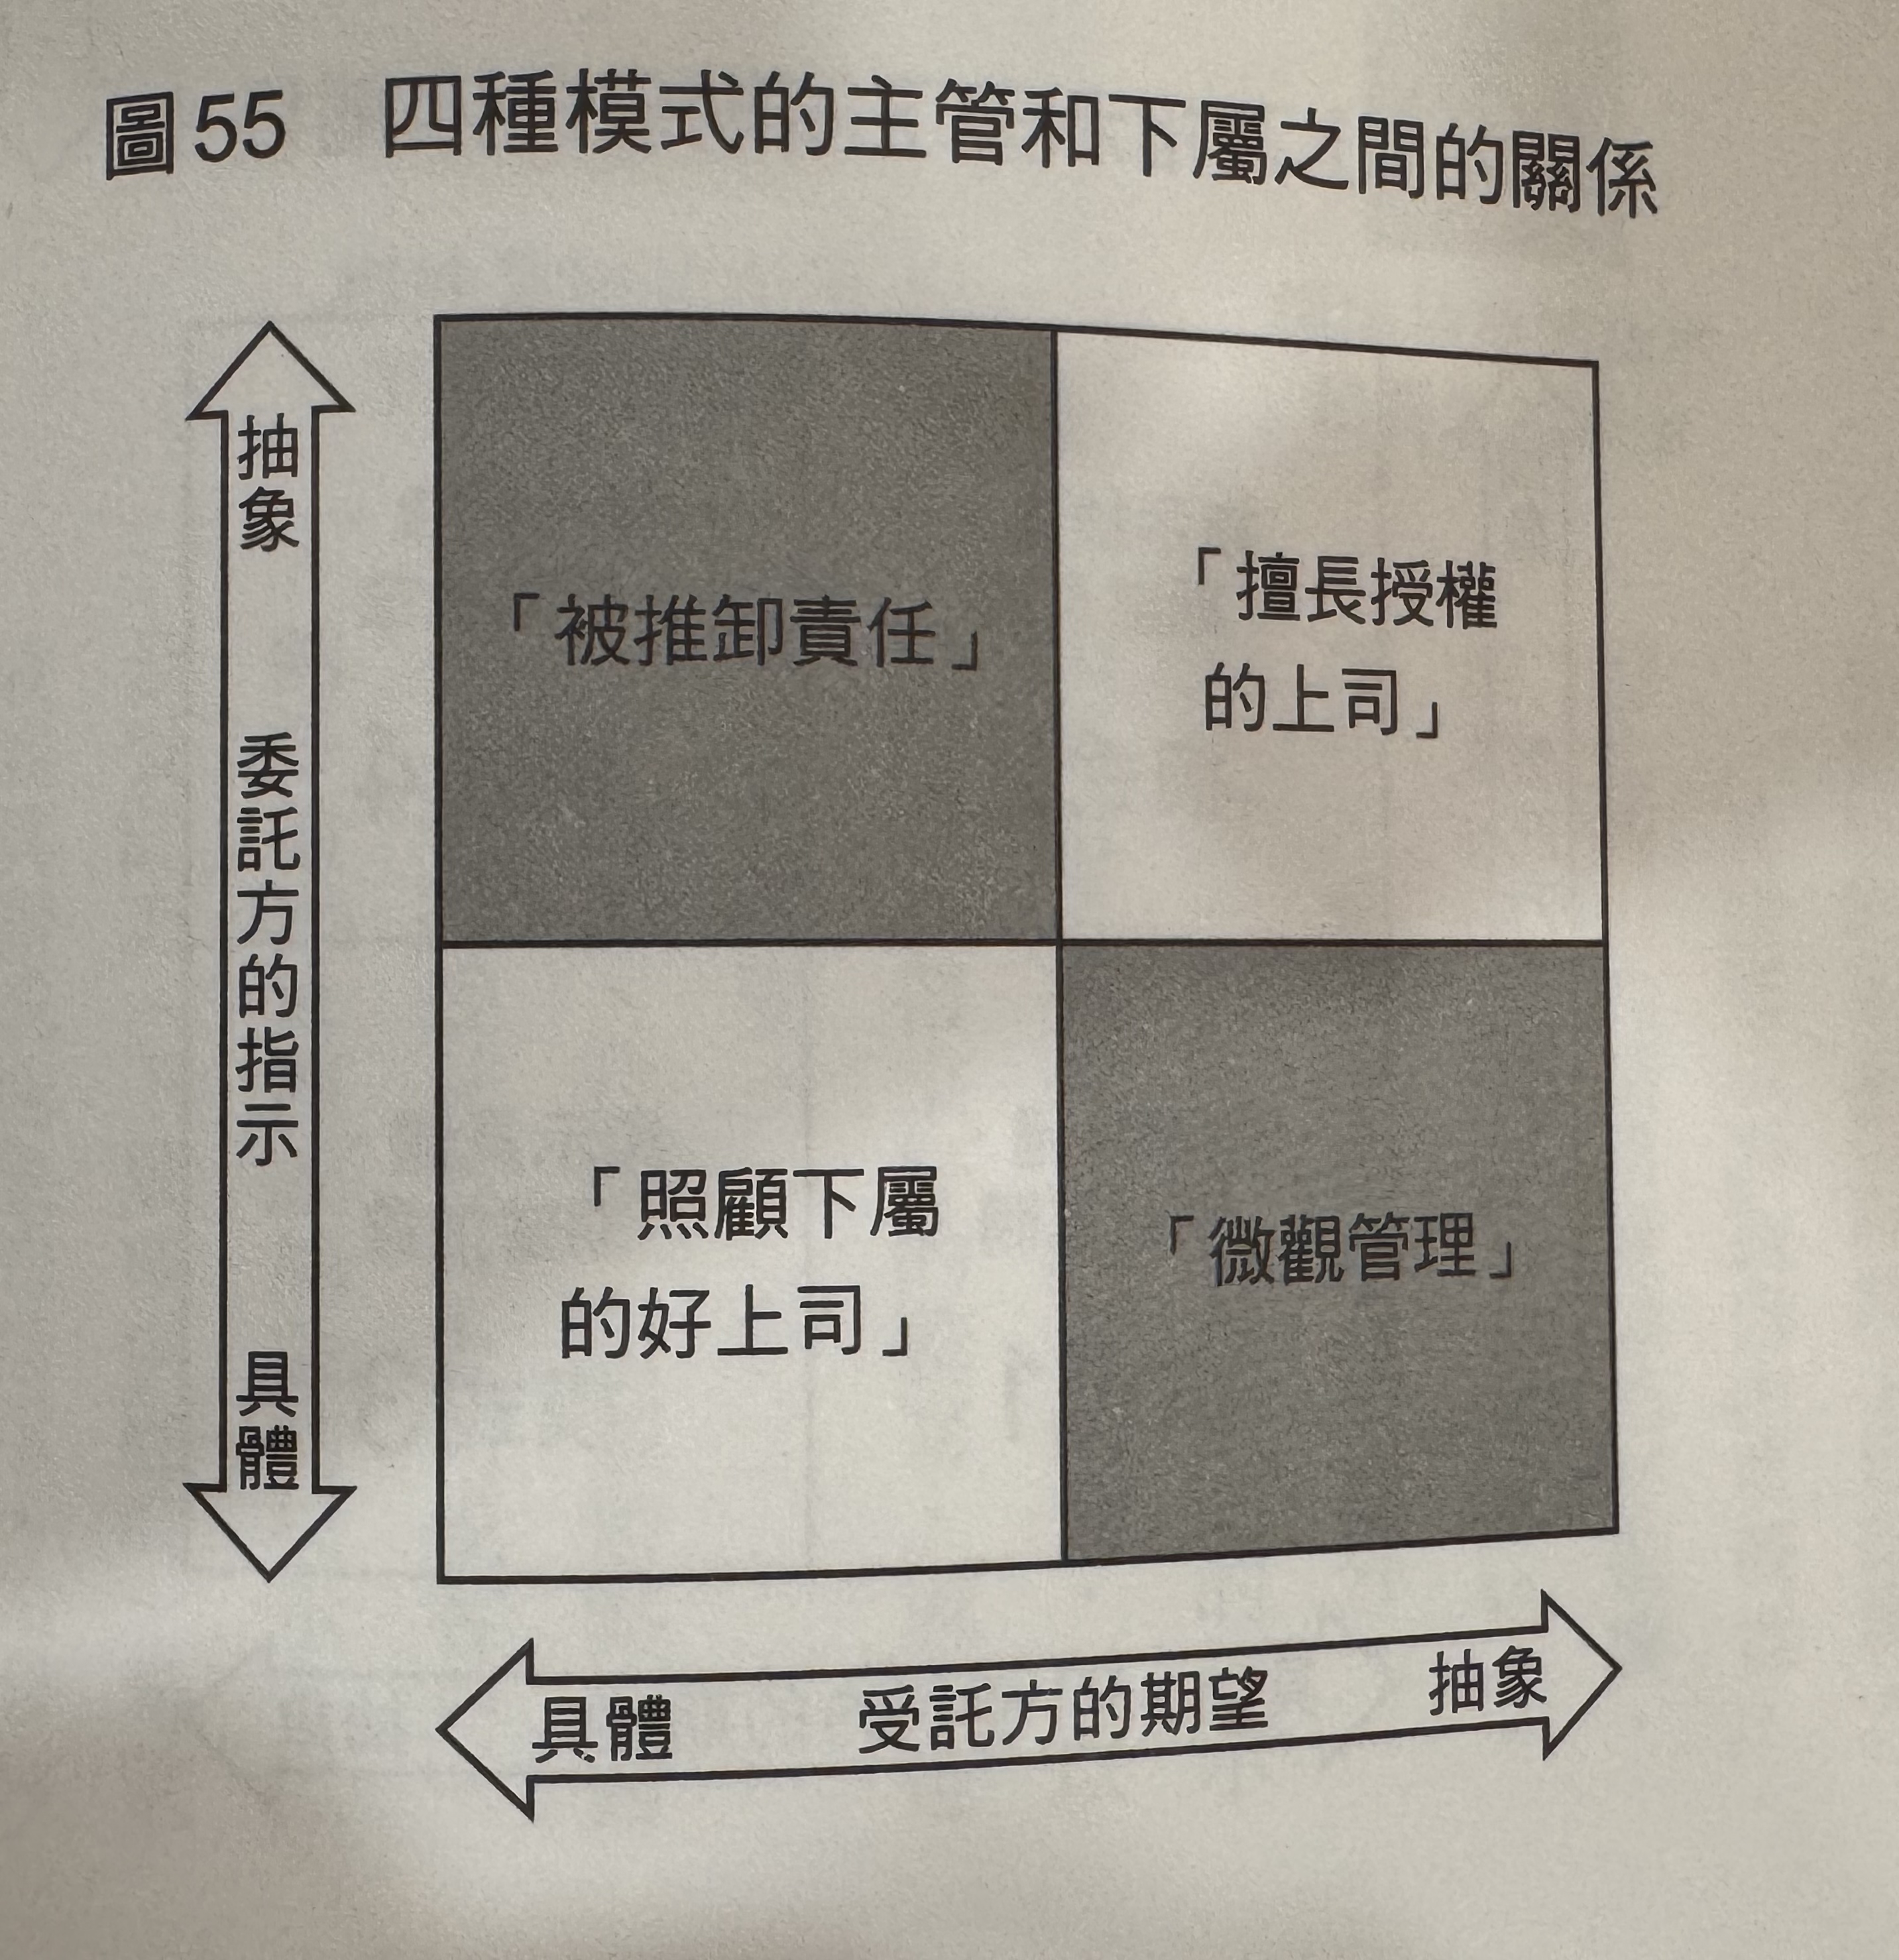 圖55 四種模式的主管和下屬之間的關係
抽象 委託方的指示 具體
「被推卸責任」
「擅長授權
的上司」
「照顧下屬
的好上司」
「微觀管理」
具體 受託方的期望 抽象